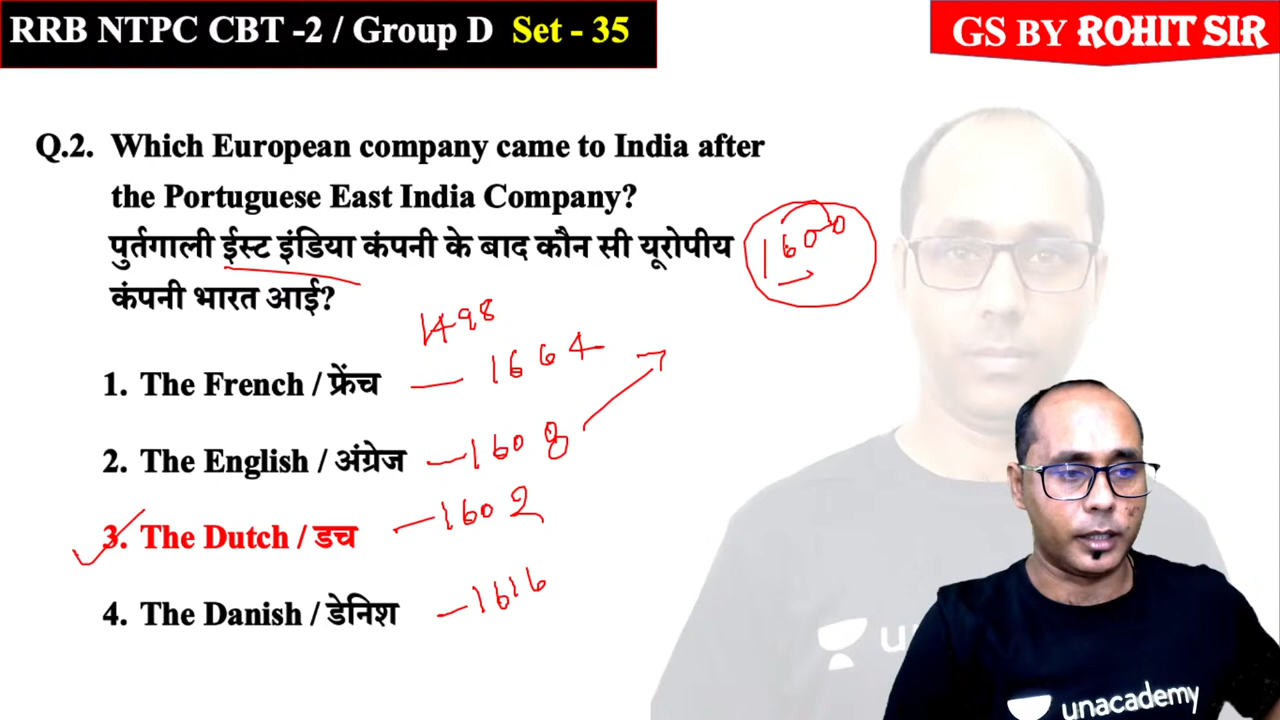 RRB NTPC CBT -2 / Group D Set - 35
GS BY ROHIT SIR
Q.2. Which European company came to India after
the Portuguese East India Company?
पुर्तगाली ईस्ट इंडिया कंपनी के बाद कौन सी यूरोपीय
कंपनी भारत आई?
1600
1498
1. The French / फ्रेंच — 1664
2. The English / अंग्रेज — 1608
3. The Dutch / डच — 1602
4. The Danish / डेनिश — 1616
unacademy